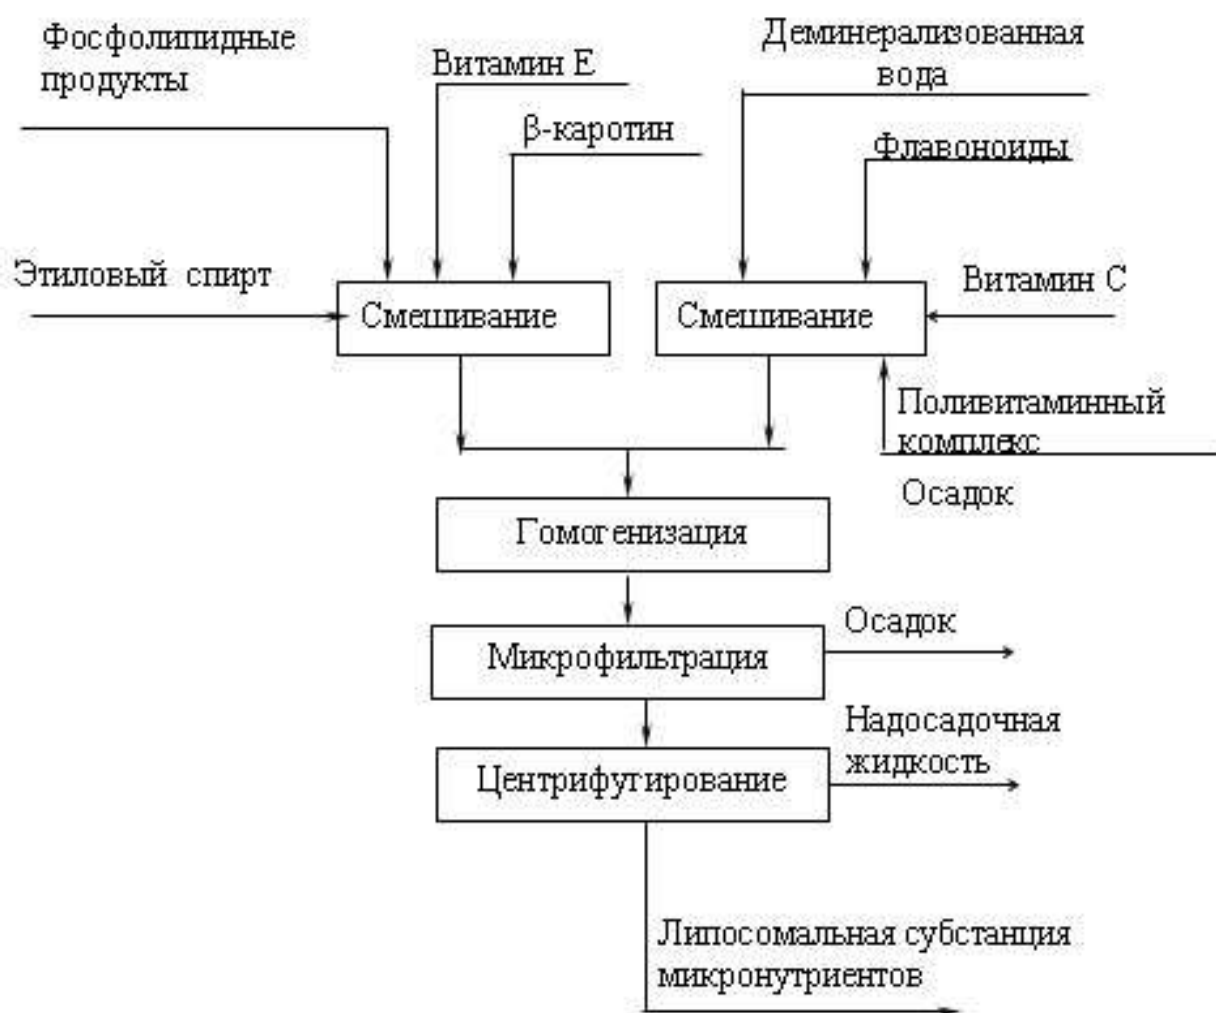 Фосфолипидные
продукты
Витамин Е
β-каротин
Деминерализованная
вода
Флавоноиды
Этиловый спирт
Смешивание
Смешивание
Витамин С
Поливитаминный
комплекс
Осадок
Гомогенизация
Микрофильтрация
Осадок
Центрифугирование
Надосадочная
жидкость
Липосомальная субстанция
микронутриентов